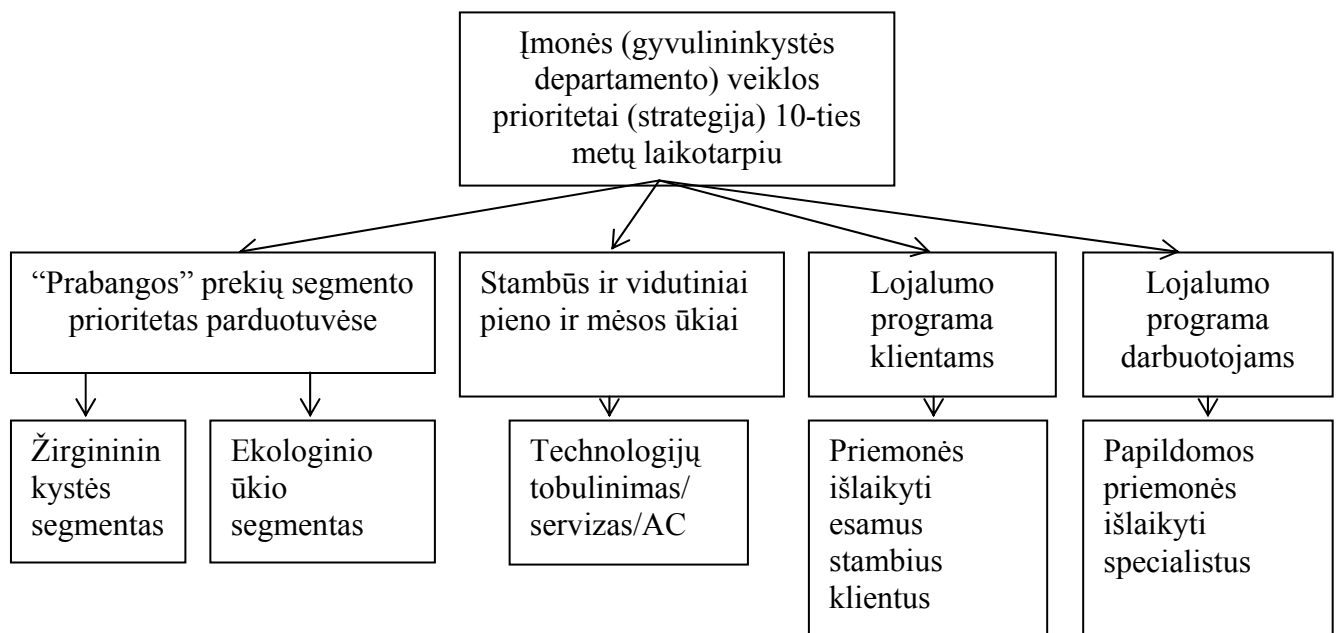 Įmonės (gyvulininkystės
departamento) veiklos
prioritetai (strategija) 10-ties
metų laikotarpiu
“Prabangos” prekių segmento
prioritetas parduotuvėse
Stambūs ir vidutiniai
pieno ir mėsos ūkiai
Lojalumo
programa
klientams
Lojalumo
programa
darbuotojams
Žirgininin
kystės
segmentas
Ekologinio
ūkio
segmentas
Technologijų
tobulinimas/
servizas/AC
Priemonės
išlaikyti
esamus
stambius
klientus
Papildomos
priemonės
išlaikyti
specialistus